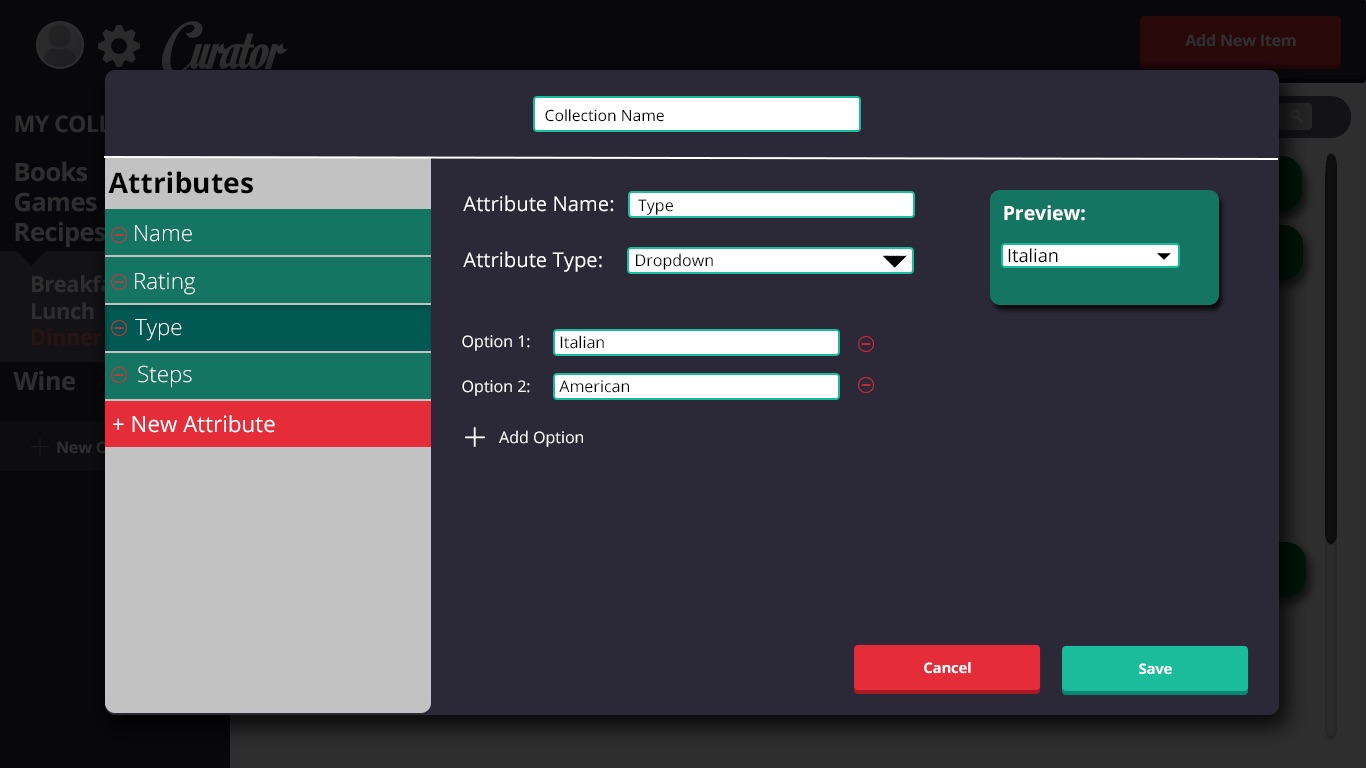 Curator
Add New Item
Collection Name
MY COLL
Books
Games
Recipes
Breakfa
Lunch
Dinner
Wine
New C
Attributes
Name
Rating
Type
Steps
+ New Attribute
Attribute Name: Type
Attribute Type: Dropdown
Option 1: Italian
Option 2: American
Add Option
Preview:
Italian
Cancel
Save